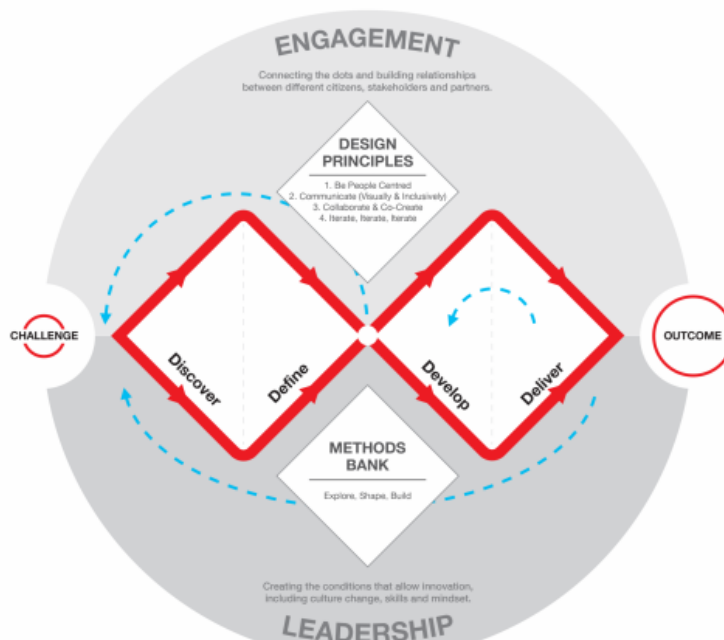 ENGAGEMENT
Connecting the dots and building relationships
between different citizens, stakeholders and partners.
DESIGN
PRINCIPLES
1. Be People Centred
2. Communicate (Visually & Inclusively)
3. Collaborate & Co-Create
4. Iterate, Iterate, Iterate
CHALLENGE
OUTCOME
Discover
Define
Develop
Deliver
METHODS
BANK
Explore, Shape, Build
Creating the conditions that allow innovation,
including culture change, skills and mindset.
LEADERSHIP